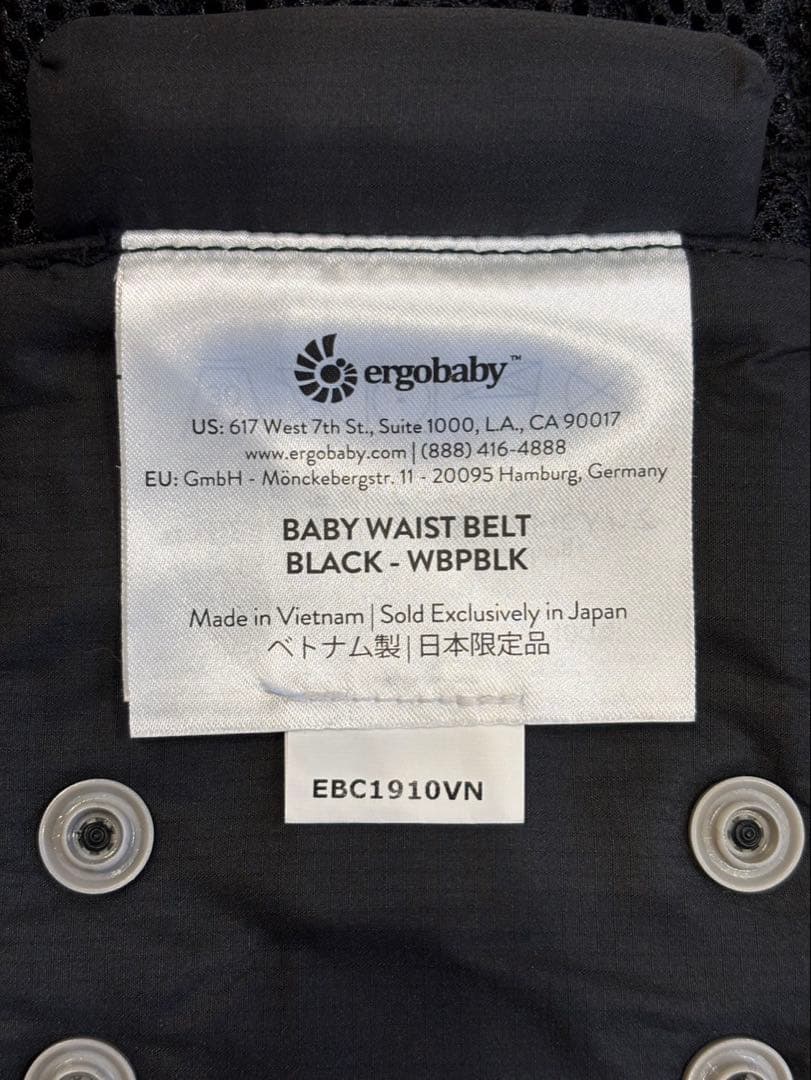 ergobaby™
US: 617 West 7th St., Suite 1000, L.A., CA 90017
www.ergobaby.com | (888) 416-4888
EU: GmbH - Mönckebergstr. 11 - 20095 Hamburg, Germany
BABY WAIST BELT
BLACK - WBPBLK
Made in Vietnam | Sold Exclusively in Japan
ベトナム製 | 日本限定品
EBC1910VN